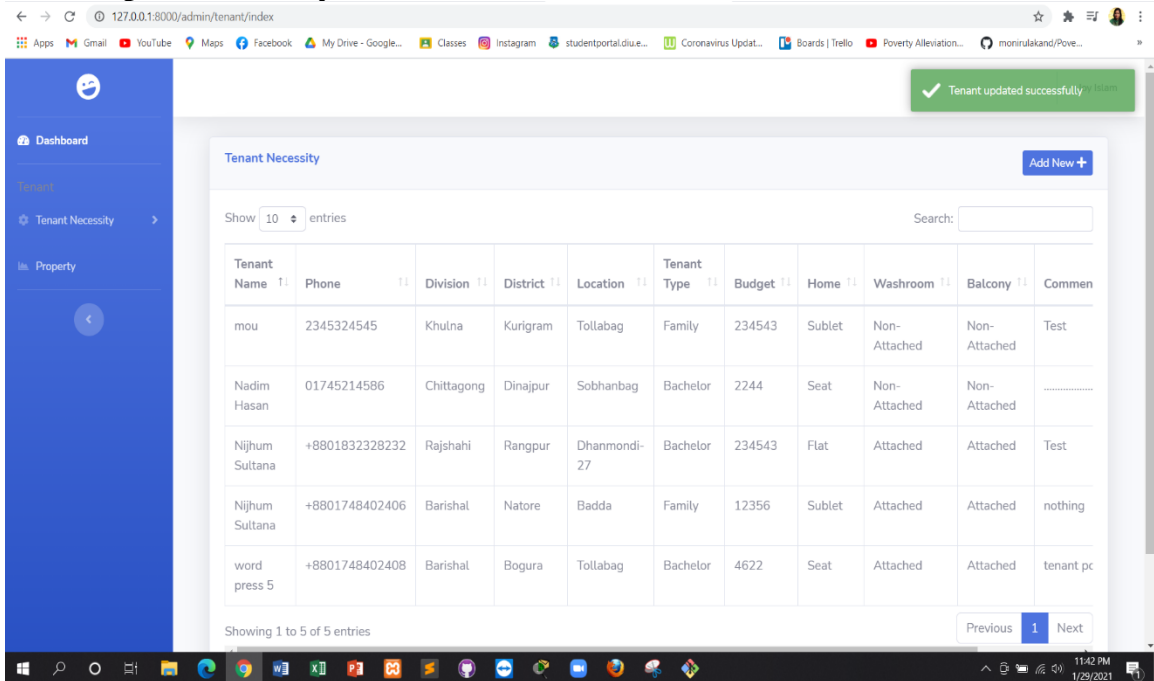 127.0.0.1:8000/admin/tenant/index
Apps Gmail YouTube Maps Facebook My Drive - Google... Classes Instagram studentportal.diu.e... Coronavirus Updat... Boards | Trello Poverty Alleviation... monirulakand/Pove... »
Tenant updated successfully
Dashboard
Tenant Necessity
Add New +
Tenant
Tenant Necessity
Property
Show 10 entries
Search:
Tenant Name Phone Division District Location Tenant Type Budget Home Washroom Balcony Commen
mou 2345324545 Khulna Kurigram Tollabag Family 234543 Sublet Non-Attached Non-Attached Test
Nadim Hasan 01745214586 Chittagong Dinajpur Sobhanbag Bachelor 2244 Seat Non-Attached Non-Attached ..................
Nijhum Sultana +8801832328232 Rajshahi Rangpur Dhanmondi-27 Bachelor 234543 Flat Attached Attached Test
Nijhum Sultana +8801748402406 Barishal Natore Badda Family 12356 Sublet Attached Attached nothing
word press 5 +8801748402408 Barishal Bogura Tollabag Bachelor 4622 Seat Attached Attached tenant po
Showing 1 to 5 of 5 entries
Previous 1 Next
11:42 PM
1/29/2021